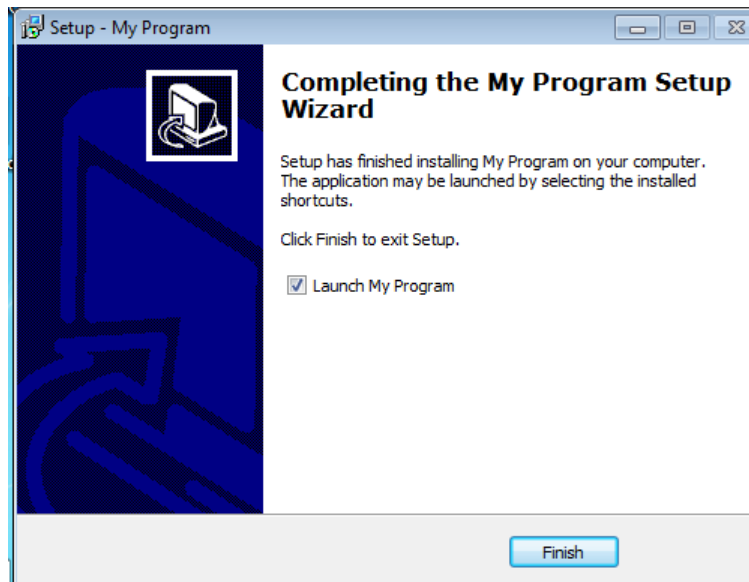 Setup - My Program
Completing the My Program Setup
Wizard
Setup has finished installing My Program on your computer.
The application may be launched by selecting the installed
shortcuts.
Click Finish to exit Setup.
Launch My Program
Finish